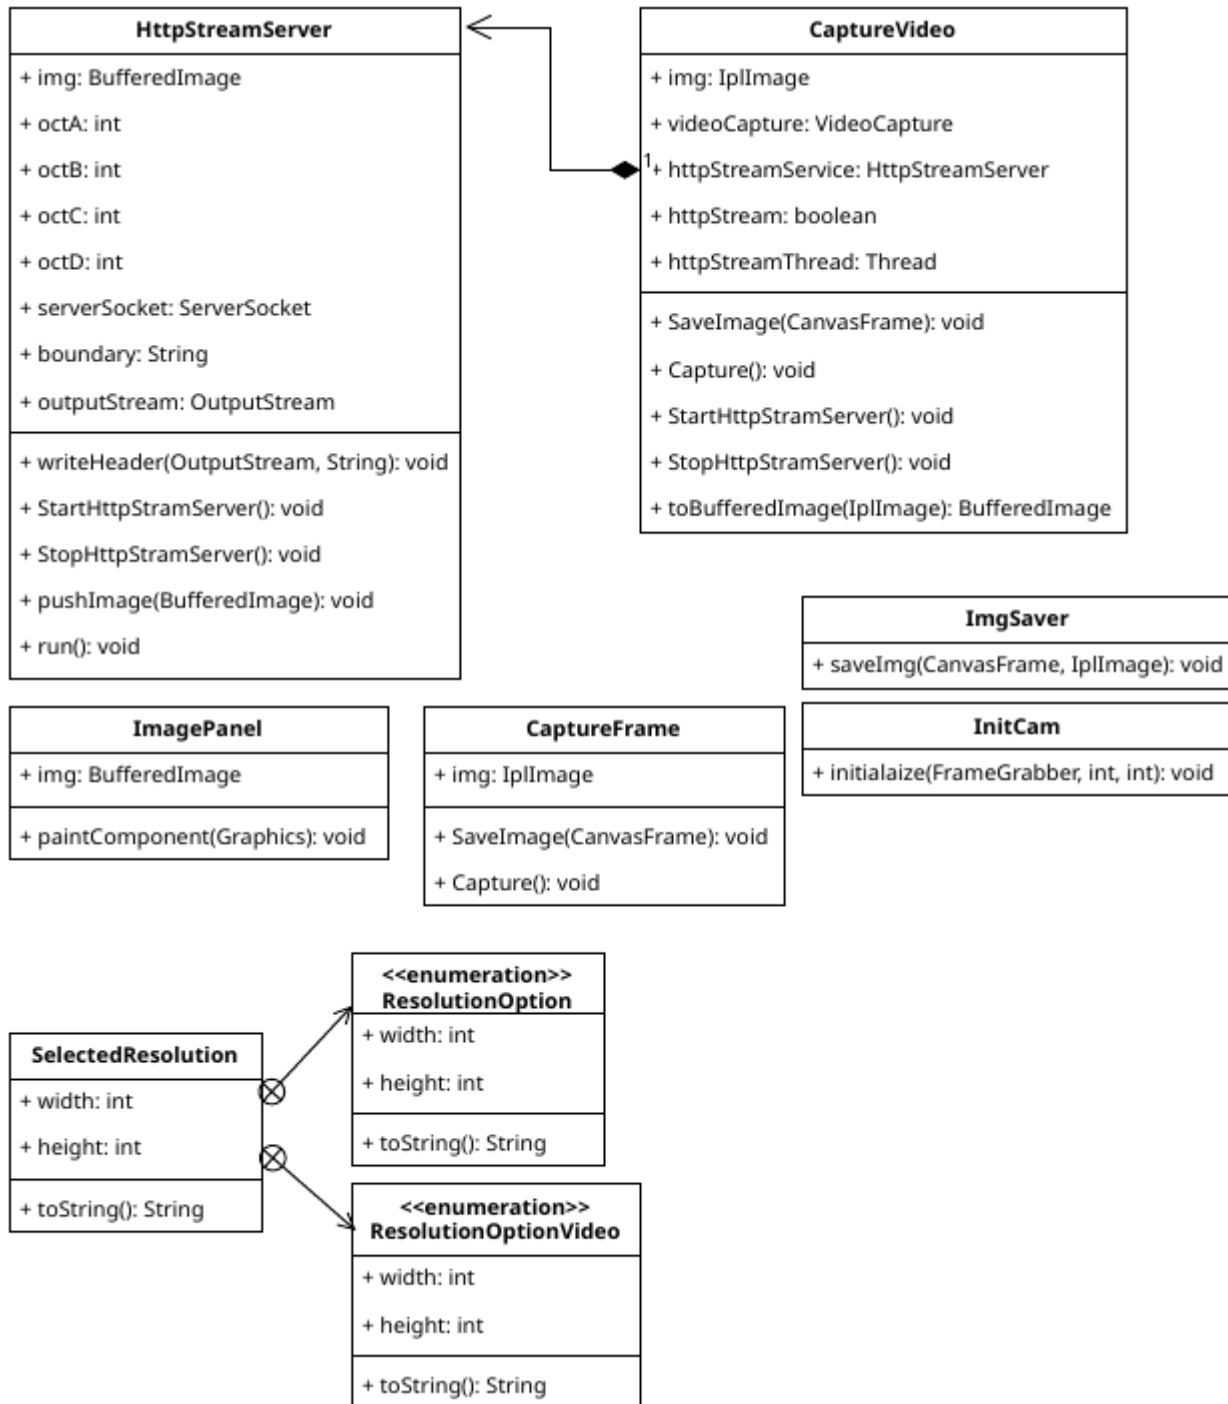 HttpStreamServer
+ img: BufferedImage
+ octA: int
+ octB: int
+ octC: int
+ octD: int
+ serverSocket: ServerSocket
+ boundary: String
+ outputStream: OutputStream
+ writeHeader(OutputStream, String): void
+ StartHttpStramServer(): void
+ StopHttpStramServer(): void
+ pushImage(BufferedImage): void
+ run(): void
CaptureVideo
+ img: IplImage
+ videoCapture: VideoCapture
1
+ httpStreamService: HttpStreamServer
+ httpStream: boolean
+ httpStreamThread: Thread
+ SaveImage(CanvasFrame): void
+ Capture(): void
+ StartHttpStramServer(): void
+ StopHttpStramServer(): void
+ toBufferedImage(IplImage): BufferedImage
ImgSaver
+ saveImg(CanvasFrame, IplImage): void
ImagePanel
+ img: BufferedImage
+ paintComponent(Graphics): void
CaptureFrame
+ img: IplImage
+ SaveImage(CanvasFrame): void
+ Capture(): void
InitCam
+ initialaize(FrameGrabber, int, int): void
SelectedResolution
+ width: int
+ height: int
+ toString(): String
<<enumeration>>
ResolutionOption
+ width: int
+ height: int
+ toString(): String
<<enumeration>>
ResolutionOptionVideo
+ width: int
+ height: int
+ toString(): String